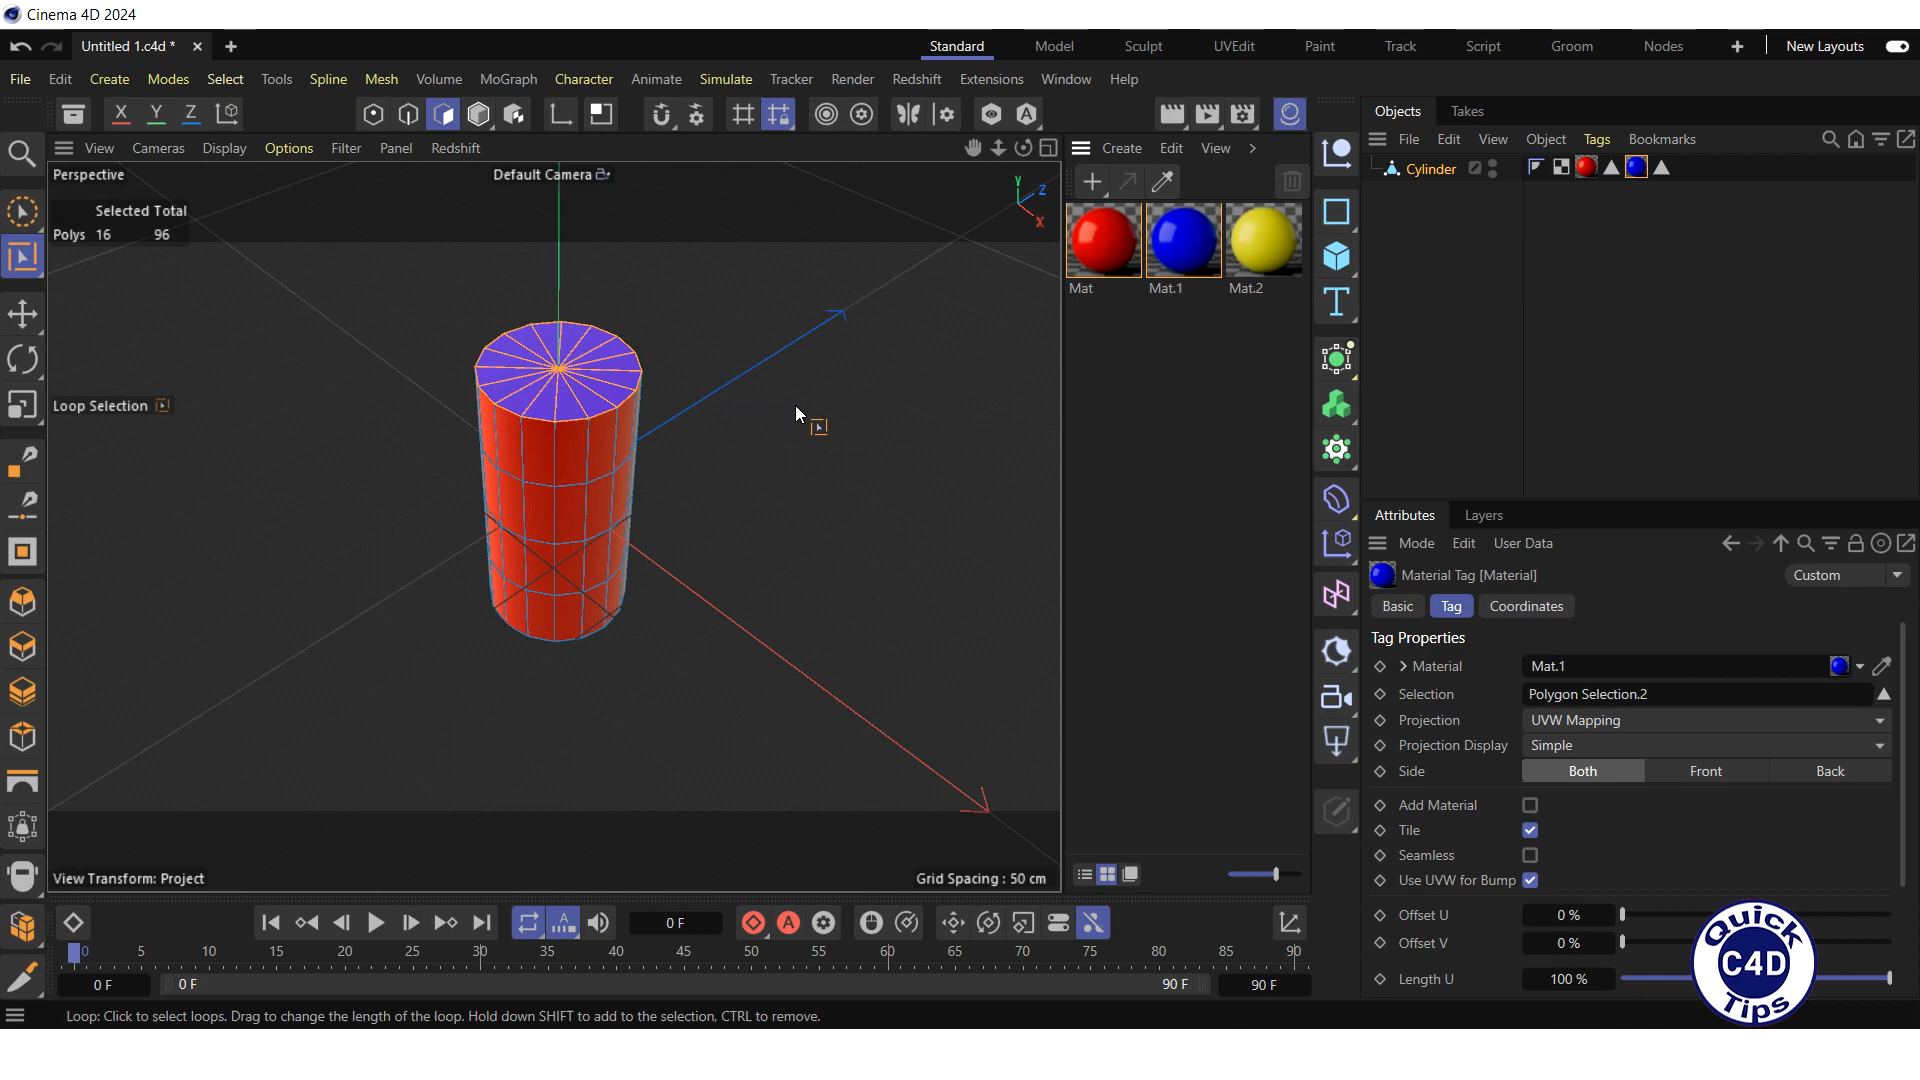 Cinema 4D 2024
Untitled 1.c4d *
Standard Model Sculpt UVEdit Paint Track Script Groom Nodes New Layouts
File Edit Create Modes Select Tools Spline Mesh Volume MoGraph Character Animate Simulate Tracker Render Redshift Extensions Window Help
X Y Z
Objects Takes
View Cameras Display Options Filter Panel Redshift
Create Edit View
File Edit View Object Tags Bookmarks
Perspective
Default Camera
Cylinder
Y
Z
X
Selected Total
Polys 16 96
Mat Mat.1 Mat.2
Loop Selection
Attributes Layers
Mode Edit User Data
Material Tag [Material]
Custom
Basic Tag Coordinates
Tag Properties
Material Mat.1
Selection Polygon Selection.2
Projection UVW Mapping
Projection Display Simple
Side Both Front Back
Add Material
Tile
Seamless
Use UVW for Bump
Offset U 0 %
Offset V 0 %
Length U 100 %
View Transform: Project
Grid Spacing : 50 cm
0 F
0 5 10 15 20 25 30 35 40 45 50 55 60 65 70 75 80 85 90
0 F 0 F 90 F 90 F
Quick
C4D
Tips
Loop: Click to select loops. Drag to change the length of the loop. Hold down SHIFT to add to the selection, CTRL to remove.